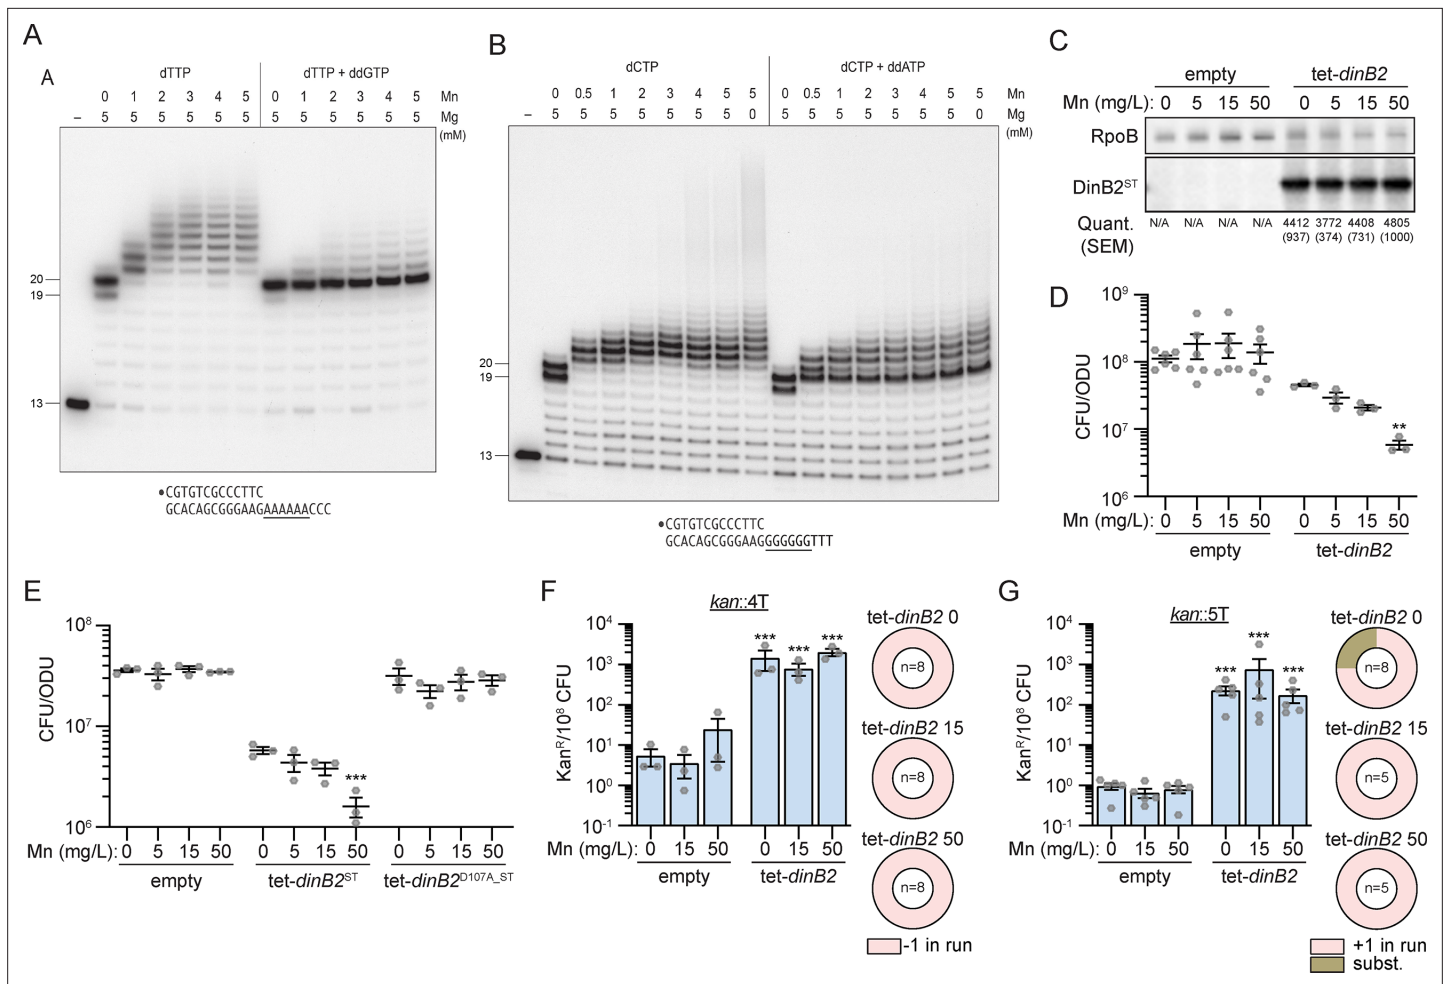 A
A
dTTP
dTTP + ddGTP
0 1 2 3 4 5 0 1 2 3 4 5 Mn
– 5 5 5 5 5 5 5 5 5 5 5 5 Mg
(mM)
20
19
13
•CGTGTCGCCCTTC
GCACAGCGGGAAGAAAAAACCC
B
dCTP
dCTP + ddATP
0 0.5 1 2 3 4 5 5 0 0.5 1 2 3 4 5 5 Mn
– 5 5 5 5 5 5 5 0 5 5 5 5 5 5 5 0 Mg
(mM)
20
19
13
•CGTGTCGCCCTTC
GCACAGCGGGAAGGGGGGGTTT
C
empty tet-dinB2
Mn (mg/L): 0 5 15 50 0 5 15 50
RpoB
DinB2ST
Quant. N/A N/A N/A N/A 4412 3772 4408 4805
(SEM) (937) (374) (731) (1000)
D
CFU/ODU
10⁹
10⁸
10⁷
10⁶
**
Mn (mg/L): 0 5 15 50 0 5 15 50
empty tet-dinB2
E
CFU/ODU
10⁸
10⁷
10⁶
***
Mn (mg/L): 0 5 15 50 0 5 15 50 0 5 15 50
empty tet-dinB2ST tet-dinB2D107A_ST
F
kan::4T
KanR/10⁸ CFU
10⁴
10³
10²
10¹
10⁰
10⁻¹
*** *** ***
Mn (mg/L): 0 15 50 0 15 50
empty tet-dinB2
tet-dinB2 0
n=8
tet-dinB2 15
n=8
tet-dinB2 50
n=8
-1 in run
G
kan::5T
KanR/10⁸ CFU
10⁴
10³
10²
10¹
10⁰
10⁻¹
*** *** ***
Mn (mg/L): 0 15 50 0 15 50
empty tet-dinB2
tet-dinB2 0
n=8
tet-dinB2 15
n=5
tet-dinB2 50
n=5
+1 in run
subst.